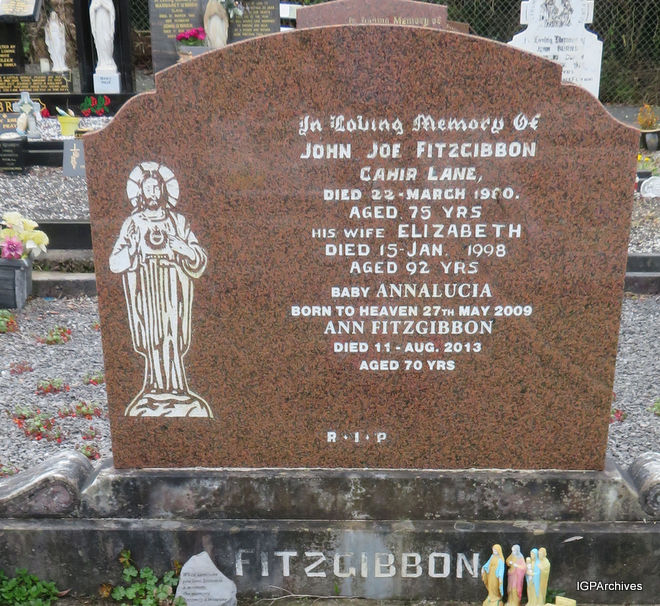 In Loving Memory Of
JOHN JOE FITZGIBBON
CAHIR LANE,
DIED 22-MARCH 1980.
AGED 75 YRS
HIS WIFE ELIZABETH
DIED 15-JAN. 1998
AGED 92 YRS
BABY ANNALUCIA
BORN TO HEAVEN 27TH MAY 2009
ANN FITZGIBBON
DIED 11-AUG. 2013
AGED 70 YRS
R·I·P
FITZGIBBON
IGPArchives